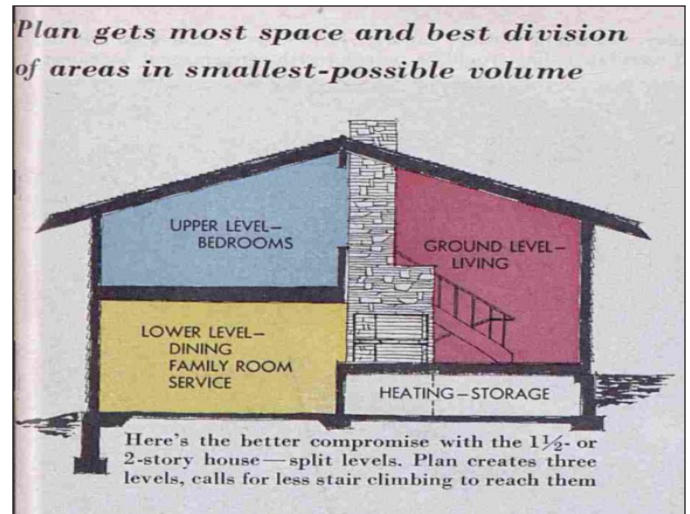 Plan gets most space and best division
of areas in smallest-possible volume
UPPER LEVEL—
BEDROOMS
GROUND LEVEL—
LIVING
LOWER LEVEL—
DINING
FAMILY ROOM
SERVICE
HEATING—STORAGE
Here's the better compromise with the 1½- or
2-story house—split levels. Plan creates three
levels, calls for less stair climbing to reach them